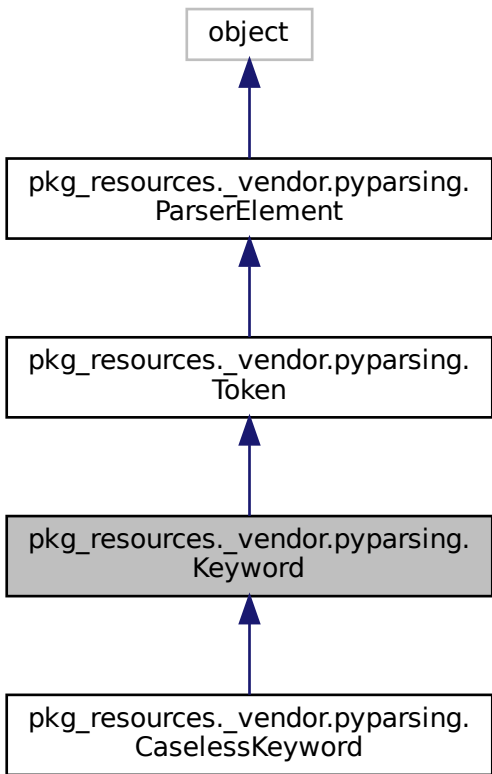 object
pkg_resources._vendor.pyparsing.
ParserElement
pkg_resources._vendor.pyparsing.
Token
pkg_resources._vendor.pyparsing.
Keyword
pkg_resources._vendor.pyparsing.
CaselessKeyword